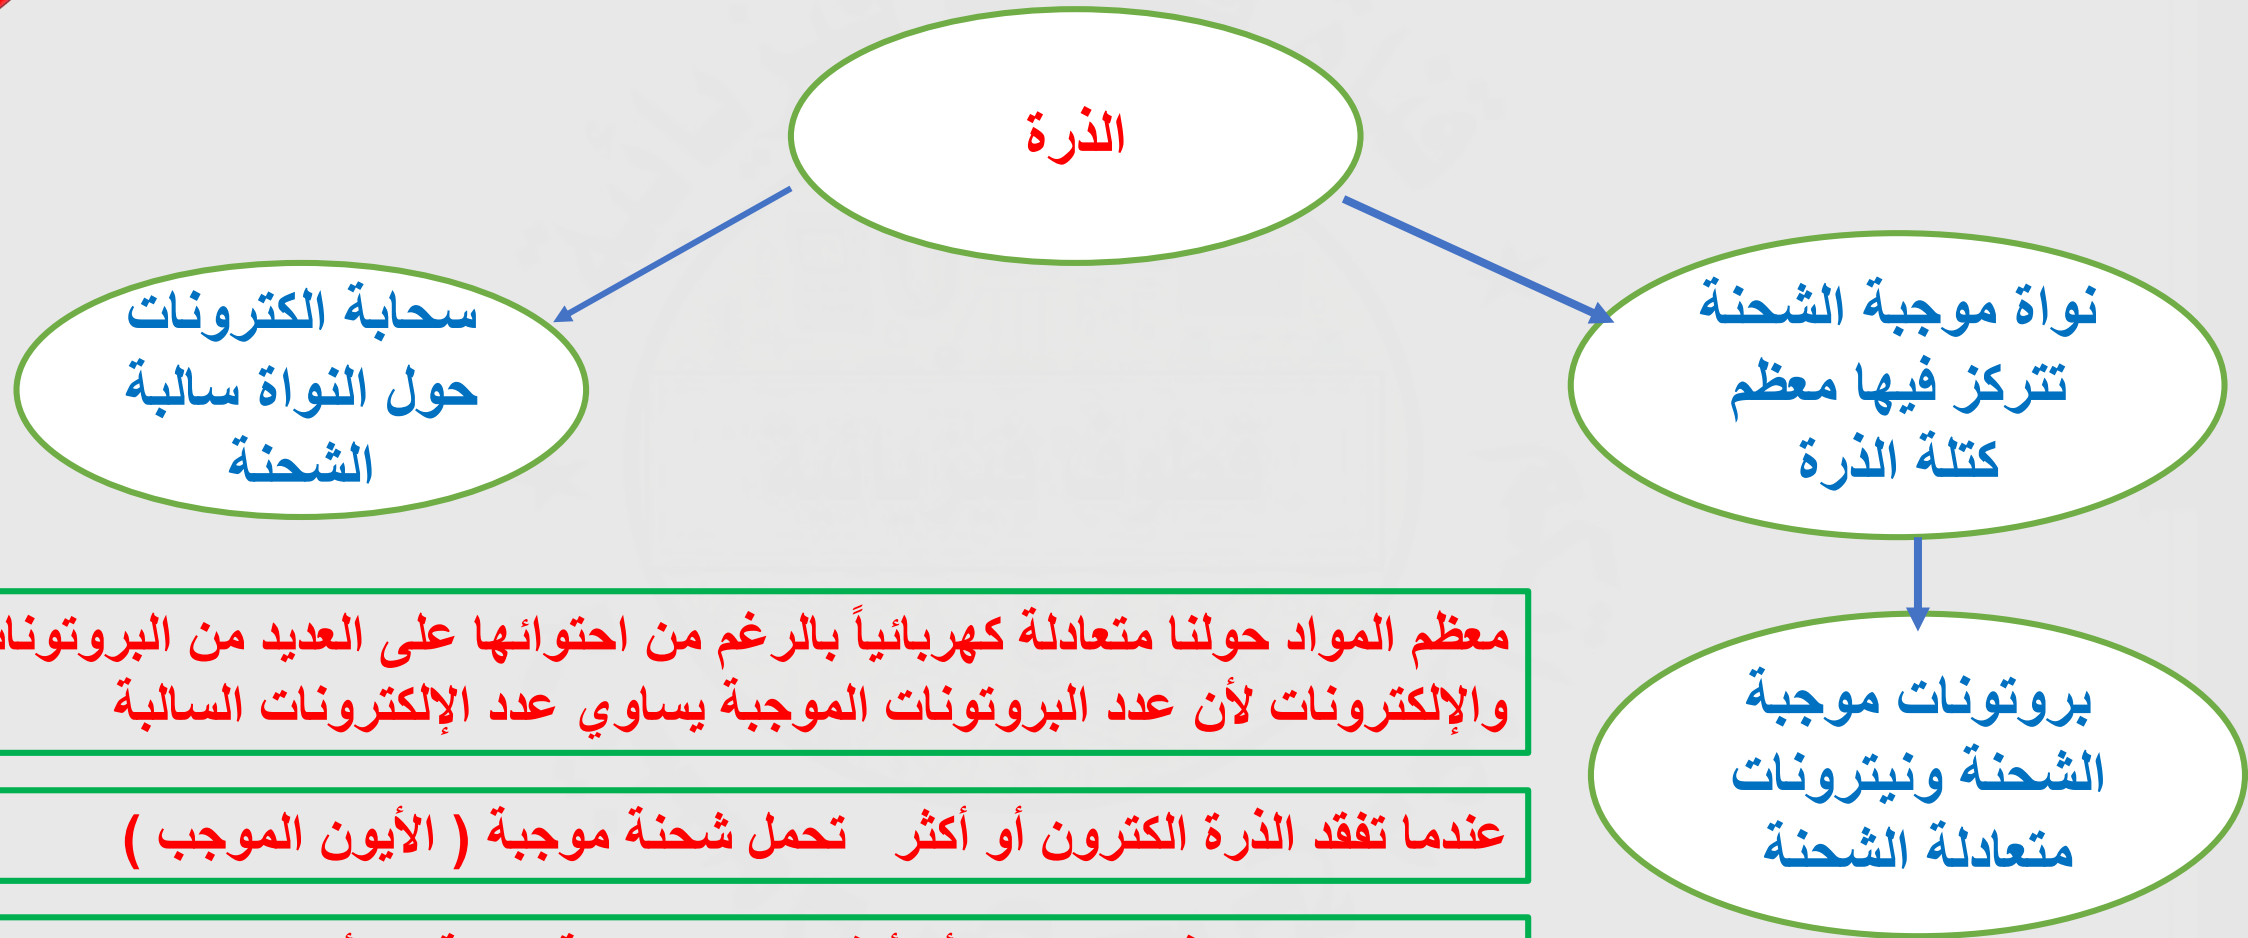 الذرة
نواة موجبة الشحنة
تتركز فيها معظم
كتلة الذرة
سحابة الكترونات
حول النواة سالبة
الشحنة
بروتونات موجبة
الشحنة ونيترونات
متعادلة الشحنة
معظم المواد حولنا متعادلة كهربائياً بالرغم من احتوائها على العديد من
والإلكترونات لأن عدد البروتونات الموجبة يساوي عدد الإلكترونات السالبة
عندما تفقد الذرة الكترون أو أكثر تحمل شحنة موجبة ( الأيون الموجب )